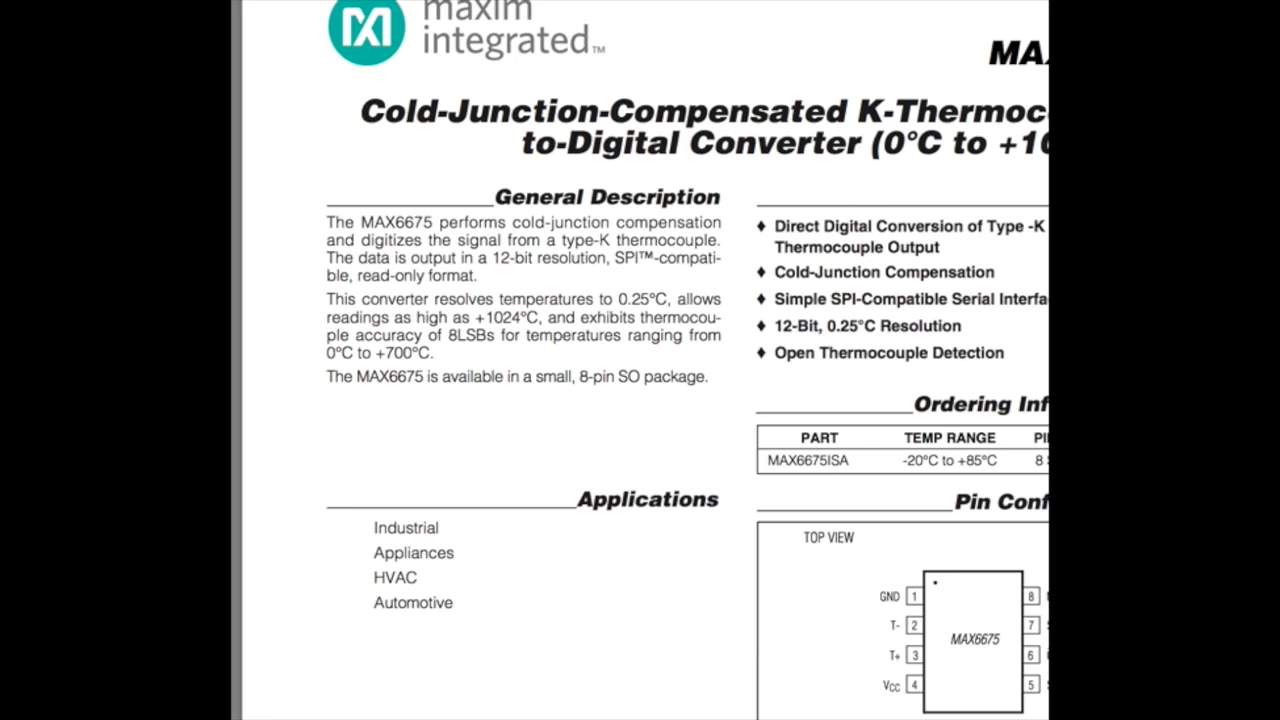 maxim
integrated™
MAX
Cold-Junction-Compensated K-Thermoc
to-Digital Converter (0°C to +10
General Description
The MAX6675 performs cold-junction compensation
and digitizes the signal from a type-K thermocouple.
The data is output in a 12-bit resolution, SPI™-compati-
ble, read-only format.
This converter resolves temperatures to 0.25°C, allows
readings as high as +1024°C, and exhibits thermocou-
ple accuracy of 8LSBs for temperatures ranging from
0°C to +700°C.
The MAX6675 is available in a small, 8-pin SO package.
Applications
Industrial
Appliances
HVAC
Automotive
♦ Direct Digital Conversion of Type -K
Thermocouple Output
♦ Cold-Junction Compensation
♦ Simple SPI-Compatible Serial Interfa
♦ 12-Bit, 0.25°C Resolution
♦ Open Thermocouple Detection
Ordering Inf
PART TEMP RANGE PI
MAX6675ISA -20°C to +85°C 8
Pin Conf
TOP VIEW
GND 1 8
T- 2 7
MAX6675
T+ 3 6
VCC 4 5